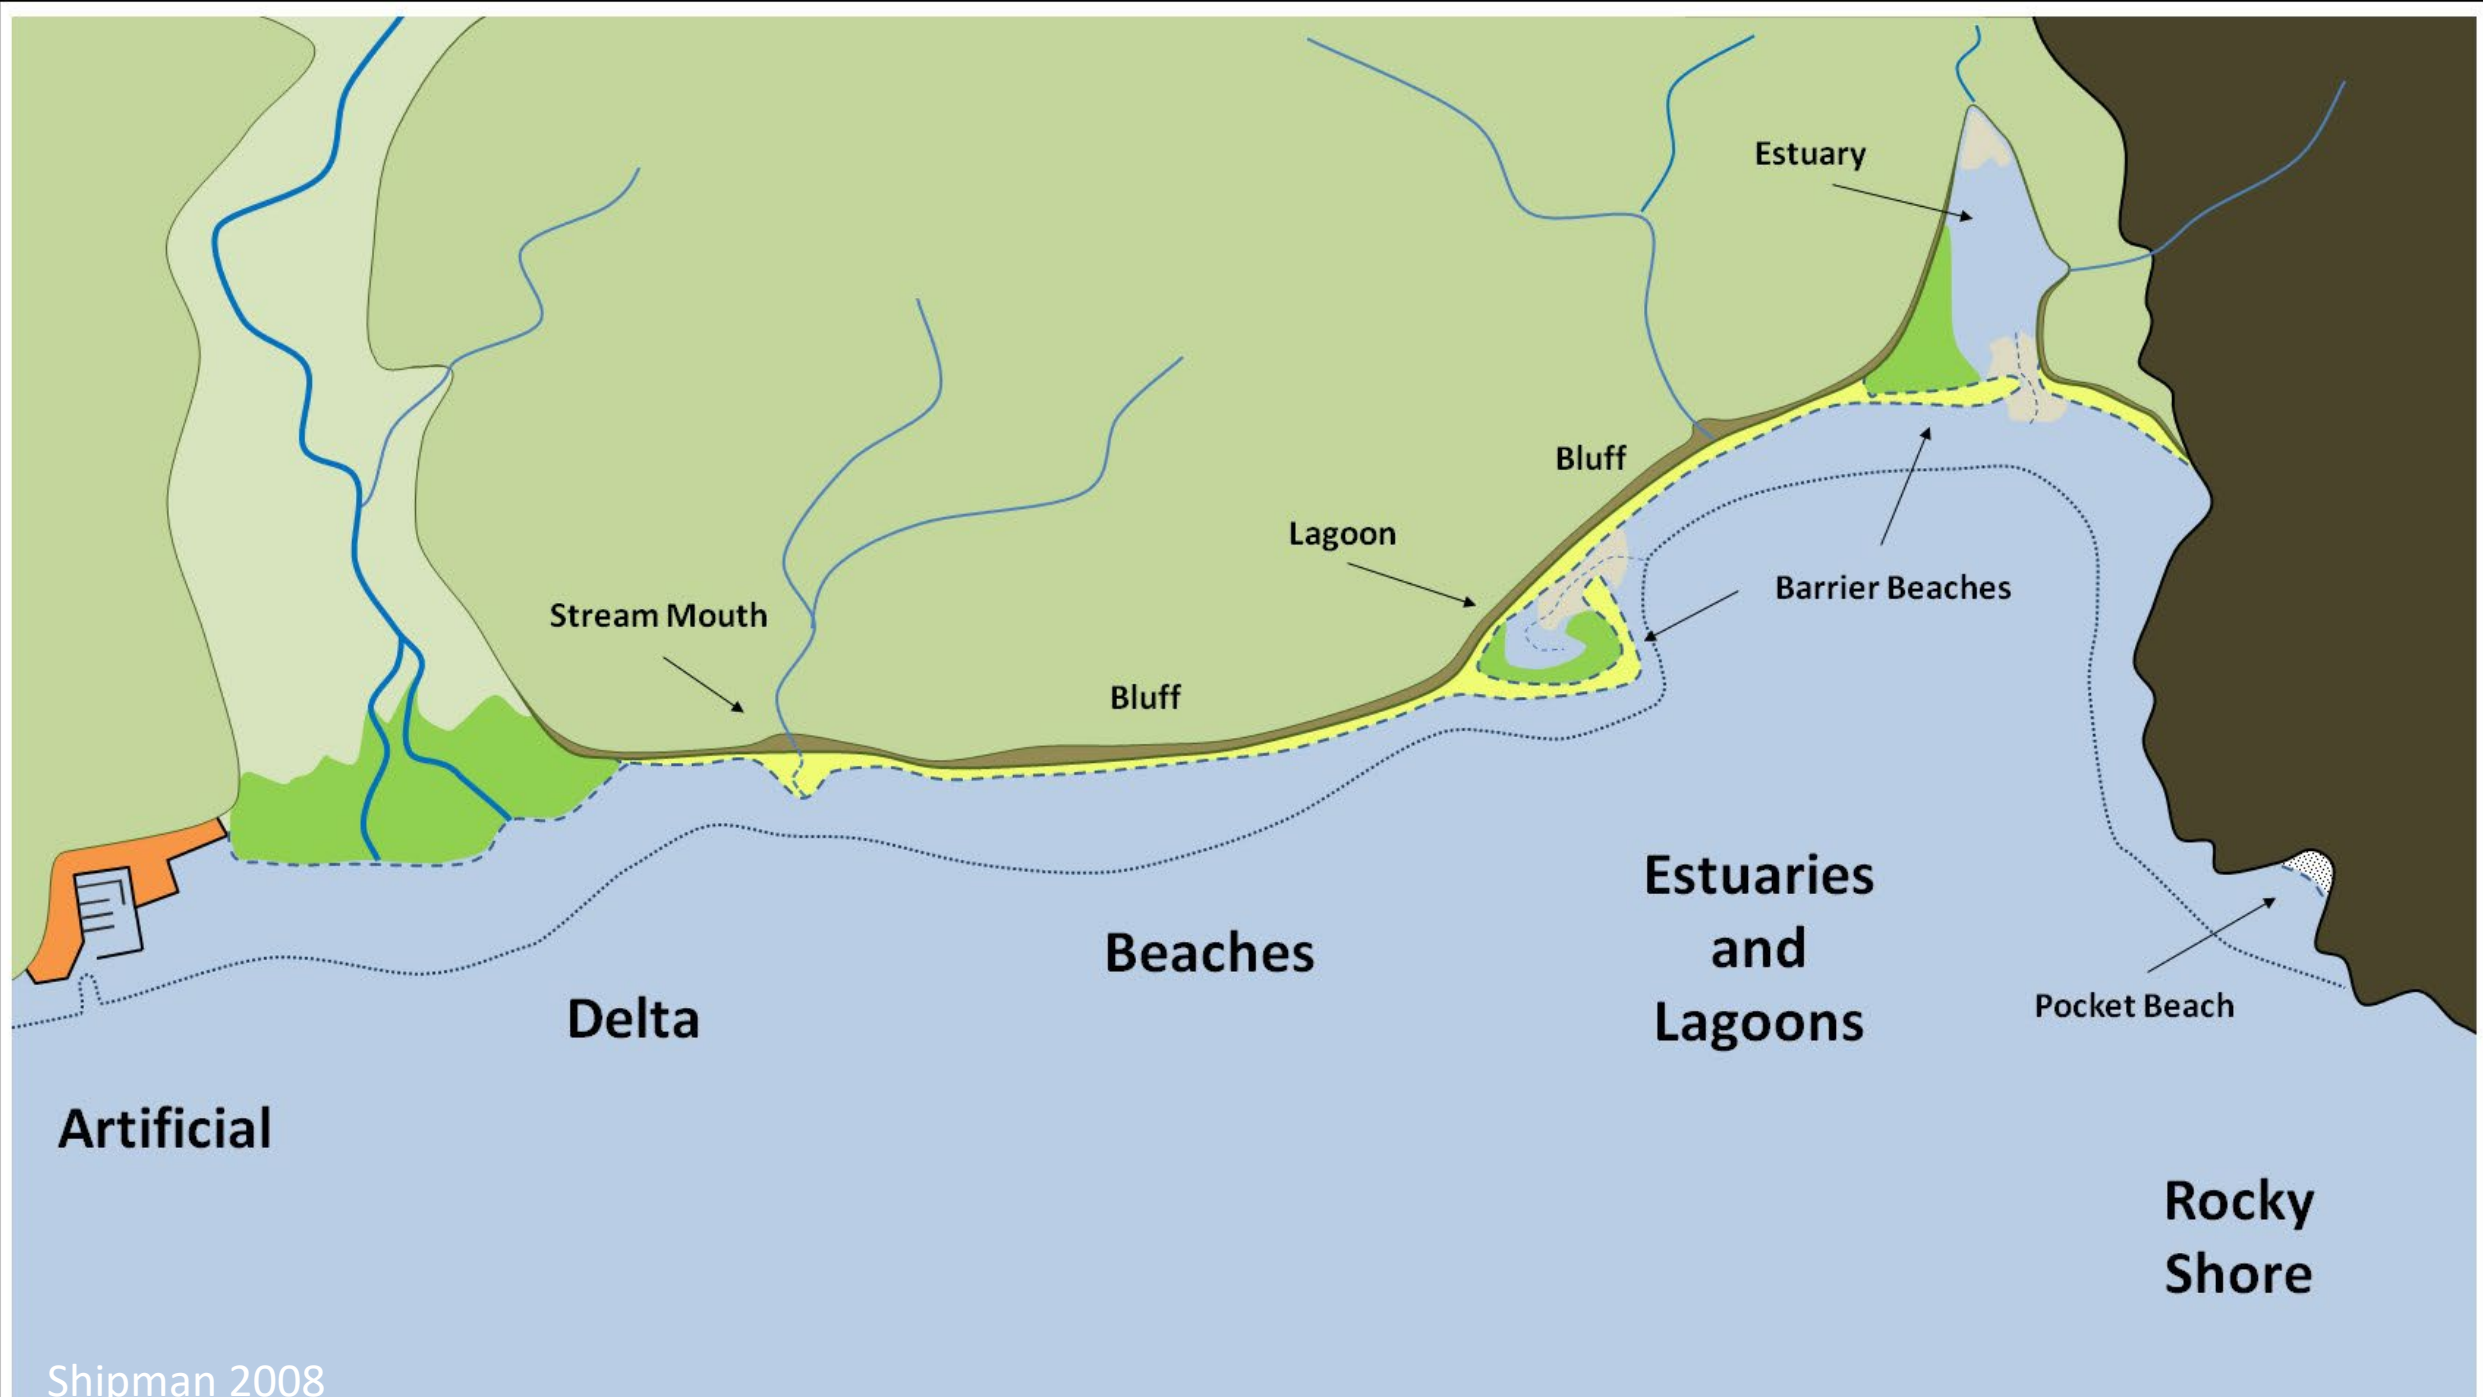 Estuary
Bluff
Lagoon
Barrier Beaches
Stream Mouth
Bluff
Estuaries
and
Lagoons
Beaches
Delta
Pocket Beach
Artificial
Rocky
Shore
Shipman 2008